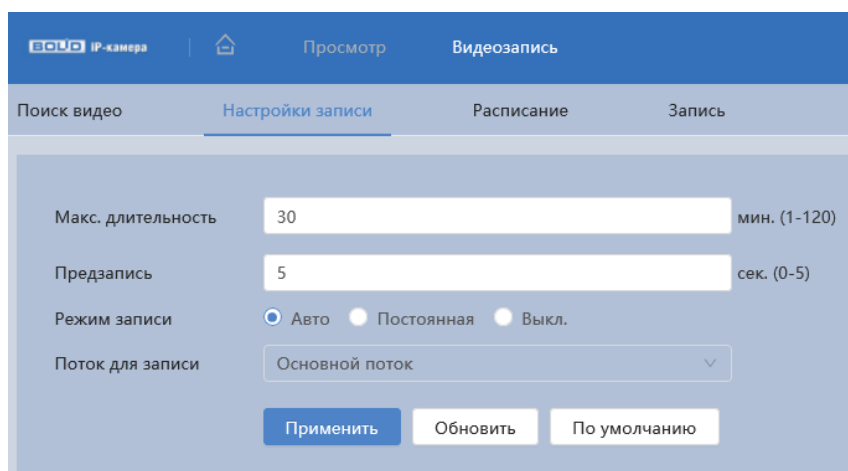 BOLID IP-камера Просмотр Видеозапись
Поиск видео Настройки записи Расписание Запись
Макс. длительность 30 мин. (1-120)
Предзапись 5 сек. (0-5)
Режим записи Авто Постоянная Выкл.
Поток для записи Основной поток
Применить Обновить По умолчанию